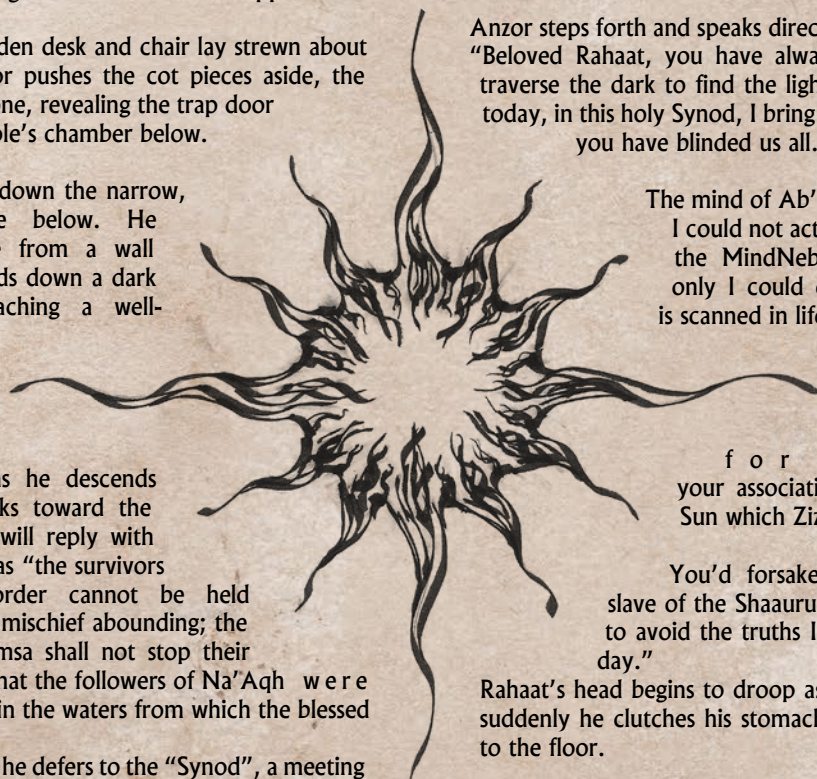 den desk and chair lay strewn about
or pushes the cot pieces aside, the
one, revealing the trap door
ole's chamber below.
down the narrow,
e below. He
from a wall
ds down a dark
aching a well-
as he descends
ks toward the
will reply with
as “the survivors
order cannot be held
mischief abounding; the
msa shall not stop their
hat the followers of Na'Aqh were
in the waters from which the blessed
he defers to the “Synod”, a meeting
Anzor steps forth and speaks direc
“Beloved Rahaat, you have alwa
traverse the dark to find the ligh
today, in this holy Synod, I bring
you have blinded us all.
The mind of Ab'
I could not act
the MindNeb
only I could
is scanned in life
for
your associati
Sun which Ziz
You'd forsake
slave of the Shaauru
to avoid the truths I
day.”
Rahaat's head begins to droop as
suddenly he clutches his stomach
to the floor.